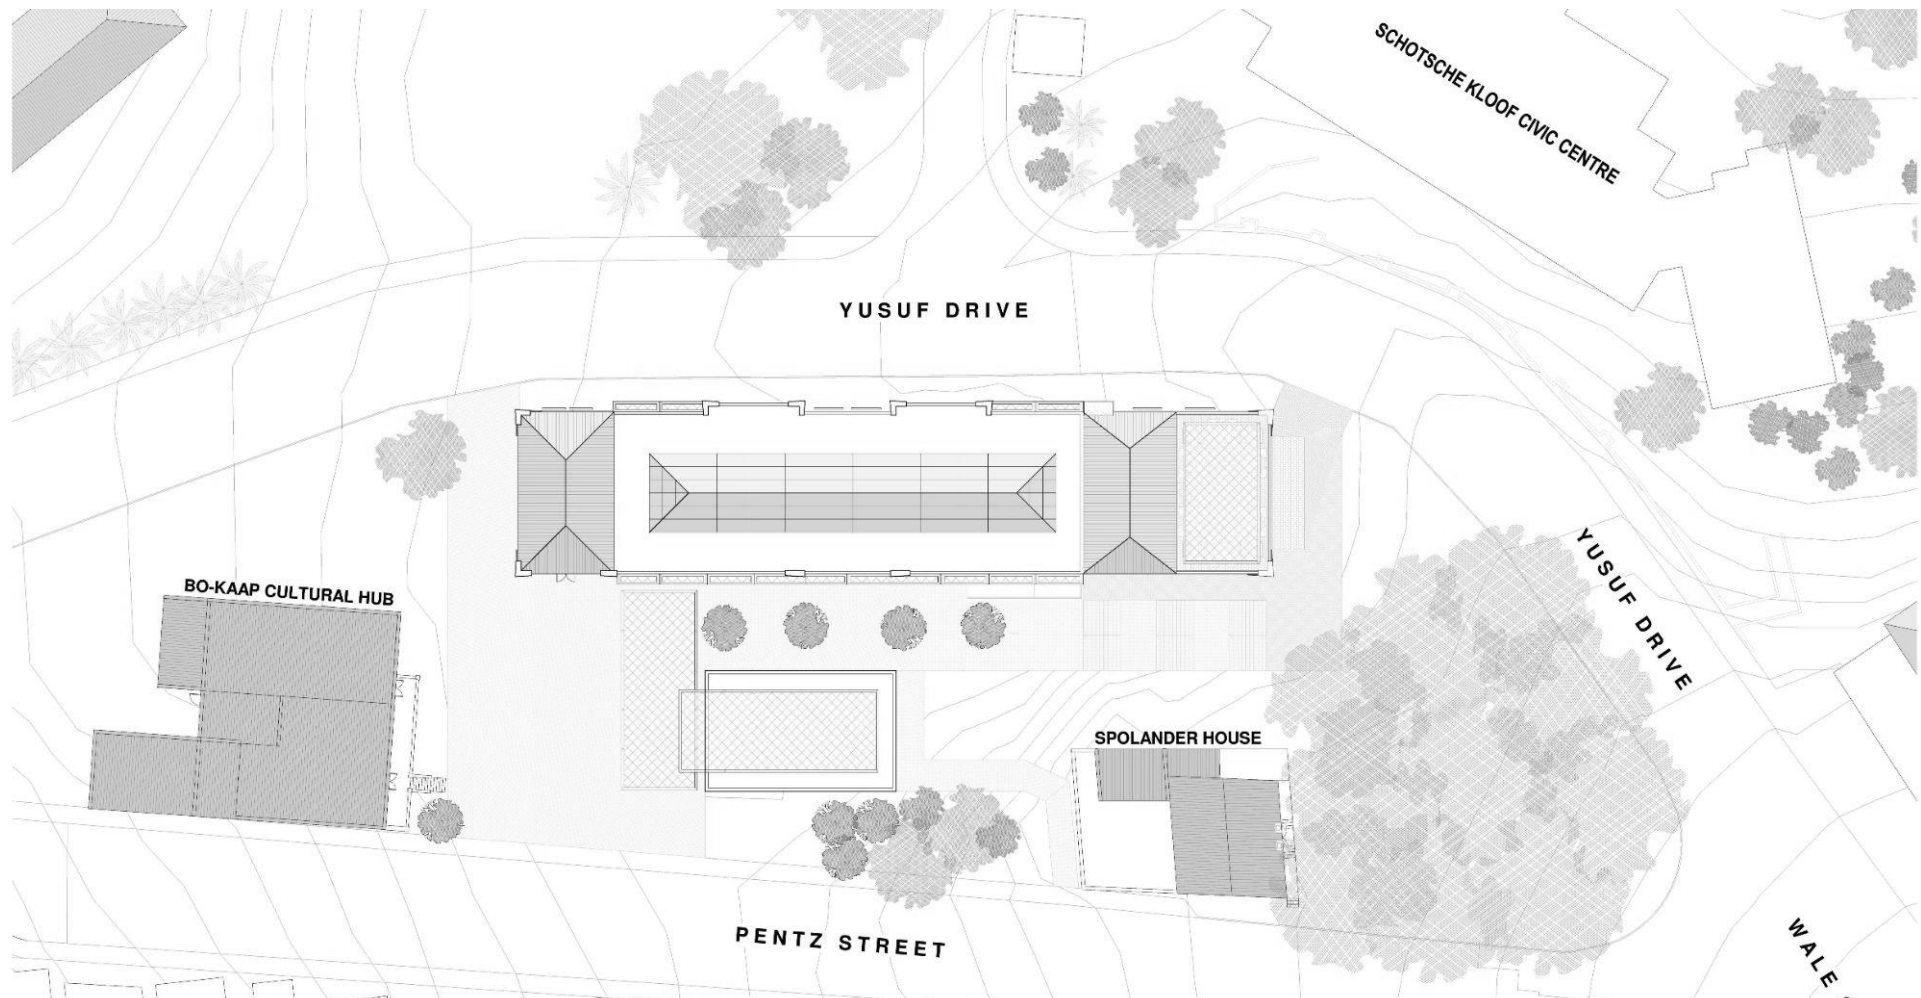 SCHOTSCHE KLOOF CIVIC CENTRE
YUSUF DRIVE
YUSUF DRIVE
BO-KAAP CULTURAL HUB
SPOLANDER HOUSE
PENTZ STREET
WALE